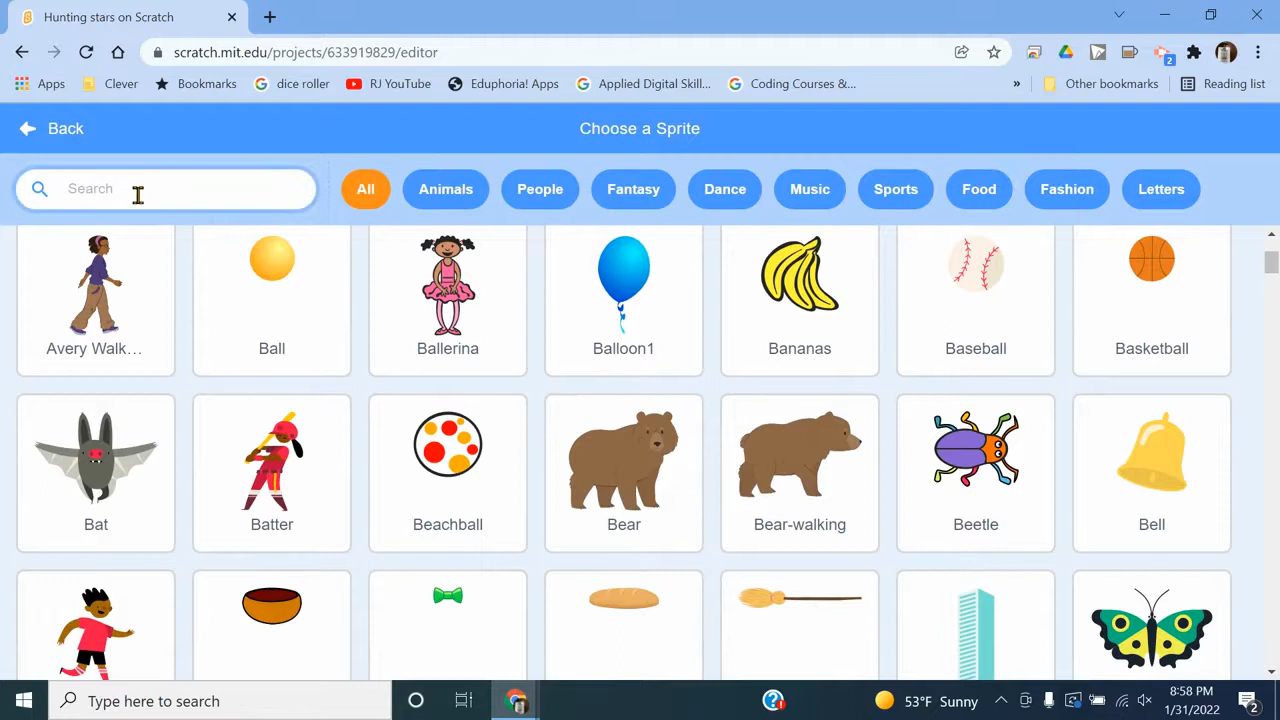 Hunting stars on Scratch
scratch.mit.edu/projects/633919829/editor
2
Apps Clever Bookmarks dice roller RJ YouTube Eduphoria! Apps Applied Digital Skill... Coding Courses &... » Other bookmarks Reading list
Back Choose a Sprite
Search All Animals People Fantasy Dance Music Sports Food Fashion Letters
Avery Walk... Ball Ballerina Balloon1 Bananas Baseball Basketball
Bat Batter Beachball Bear Bear-walking Beetle Bell
Type here to search 53°F Sunny 8:58 PM
1/31/2022 2